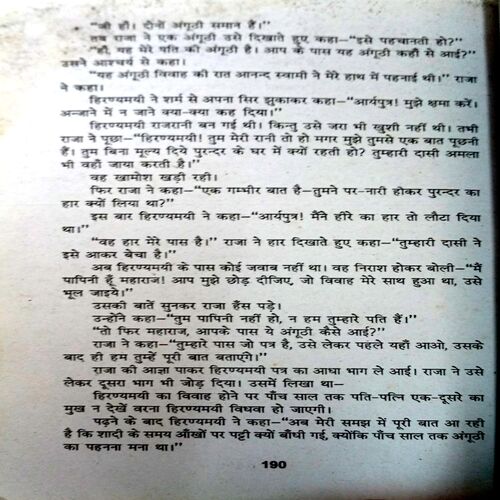 "जी हाँ। दोनों अंगूठी समान हैं।"
तब राजा ने एक अंगूठी उसे दिखाते हुए कहा—"इसे पहचानती हो?"
"हाँ, यह मेरे पति की अंगूठी है। आप के पास यह अंगूठी कहाँ से आई?"
उसने आश्चर्य से कहा।
"यह अंगूठी विवाह की रात आनन्द स्वामी ने मेरे हाथ में पहनाई थी।" राजा
ने कहा।
हिरण्यमयी ने शर्म से अपना सिर झुकाकर कहा—"आर्यपुत्र! मुझे क्षमा करें।
अन्जाने में न जाने क्या-क्या कह दिया।"
हिरण्यमयी राजरानी बन गई थी। किन्तु उसे जरा भी खुशी नहीं थी। तभी
राजा ने पूछा—"हिरण्यमयी! तुम मेरी रानी तो हो मगर मुझे तुमसे एक बात पूछनी
हैं। तुम बिना मूल्य दिये पुरन्दर के घर में क्यों रहती हो? तुम्हारी दासी अमला
भी वहाँ जाया करती है।"
वह खामोश खड़ी रही।
फिर राजा ने कहा—"एक गम्भीर बात है—तुमने पर-नारी होकर पुरन्दर का
हार क्यों लिया था?"
इस बार हिरण्यमयी ने कहा—"आर्यपुत्र! मैंने हीरे का हार तो लौटा दिया
था।"
"वह हार मेरे पास है।" राजा ने हार दिखाते हुए कहा—"तुम्हारी दासी ने
इसे आकर बेचा है।"
अब हिरण्यमयी के पास कोई जवाब नहीं था। वह निराश होकर बोली—"मैं
पापिनी हूँ महाराज! आप मुझे छोड़ दीजिए, जो विवाह मेरे साथ हुआ था, उसे
भूल जाइये।"
उसकी बातें सुनकर राजा हँस पड़े।
उन्होंने कहा—"तुम पापिनी नहीं हो, न हम तुम्हारे पति हैं।"
"तो फिर महाराज, आपके पास ये अंगूठी कैसे आई?"
राजा ने कहा—"तुम्हारे पास जो पत्र है, उसे लेकर पहले यहाँ आओ, उसके
बाद ही हम तुम्हें पूरी बात बताएंगे।"
राजा की आज्ञा पाकर हिरण्यमयी पत्र का आधा भाग ले आई। राजा ने उसे
लेकर दूसरा भाग भी जोड़ दिया। उसमें लिखा था—
हिरण्यमयी का विवाह होने पर पाँच साल तक पति-पत्नि एक-दूसरे का
मुख न देखें वरना हिरण्यमयी विधवा हो जाएगी।
पढ़ने के बाद हिरण्यमयी ने कहा—"अब मेरी समझ में पूरी बात आ रही
है कि शादी के समय आँखों पर पट्टी क्यों बाँधी गई, क्योंकि पाँच साल तक अंगूठी
का पहनना मना था।"
190